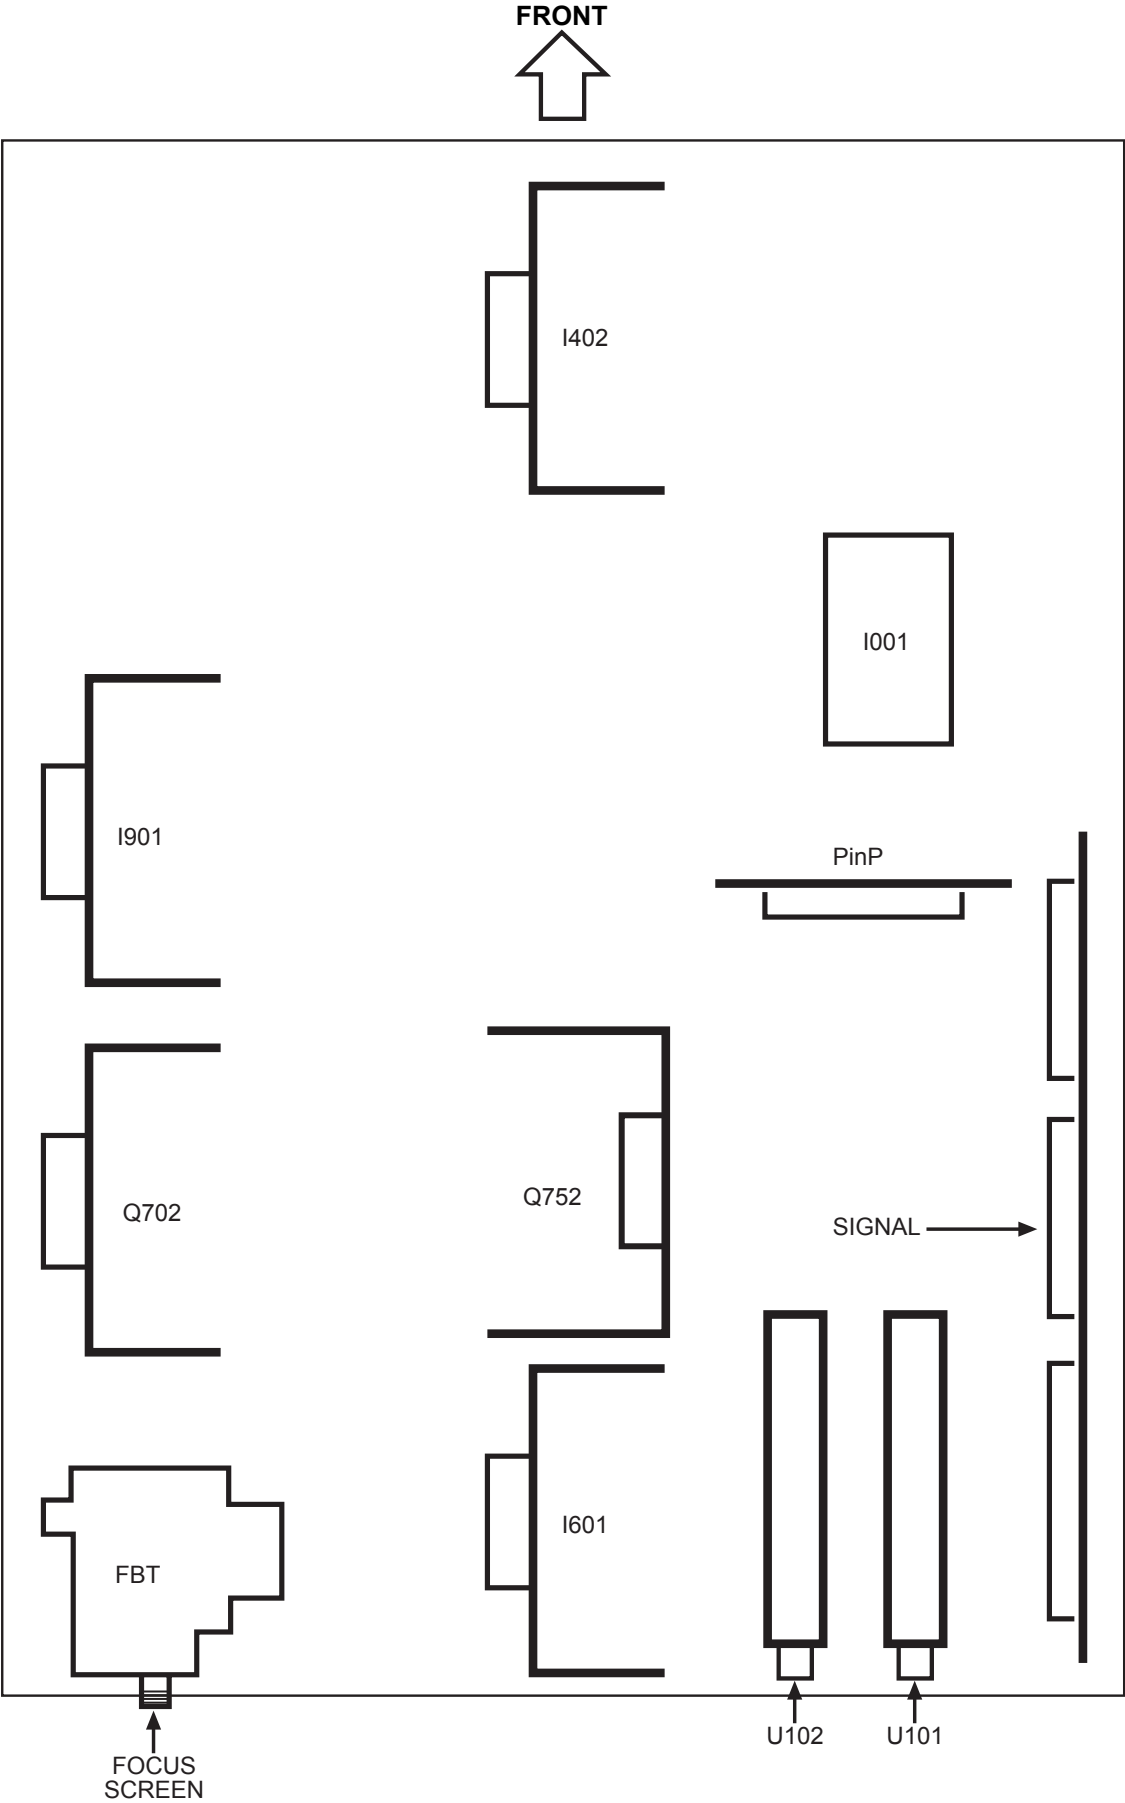 FRONT
I402
I001
I901
PinP
Q702
Q752
SIGNAL
I601
FBT
U102
U101
FOCUS
SCREEN